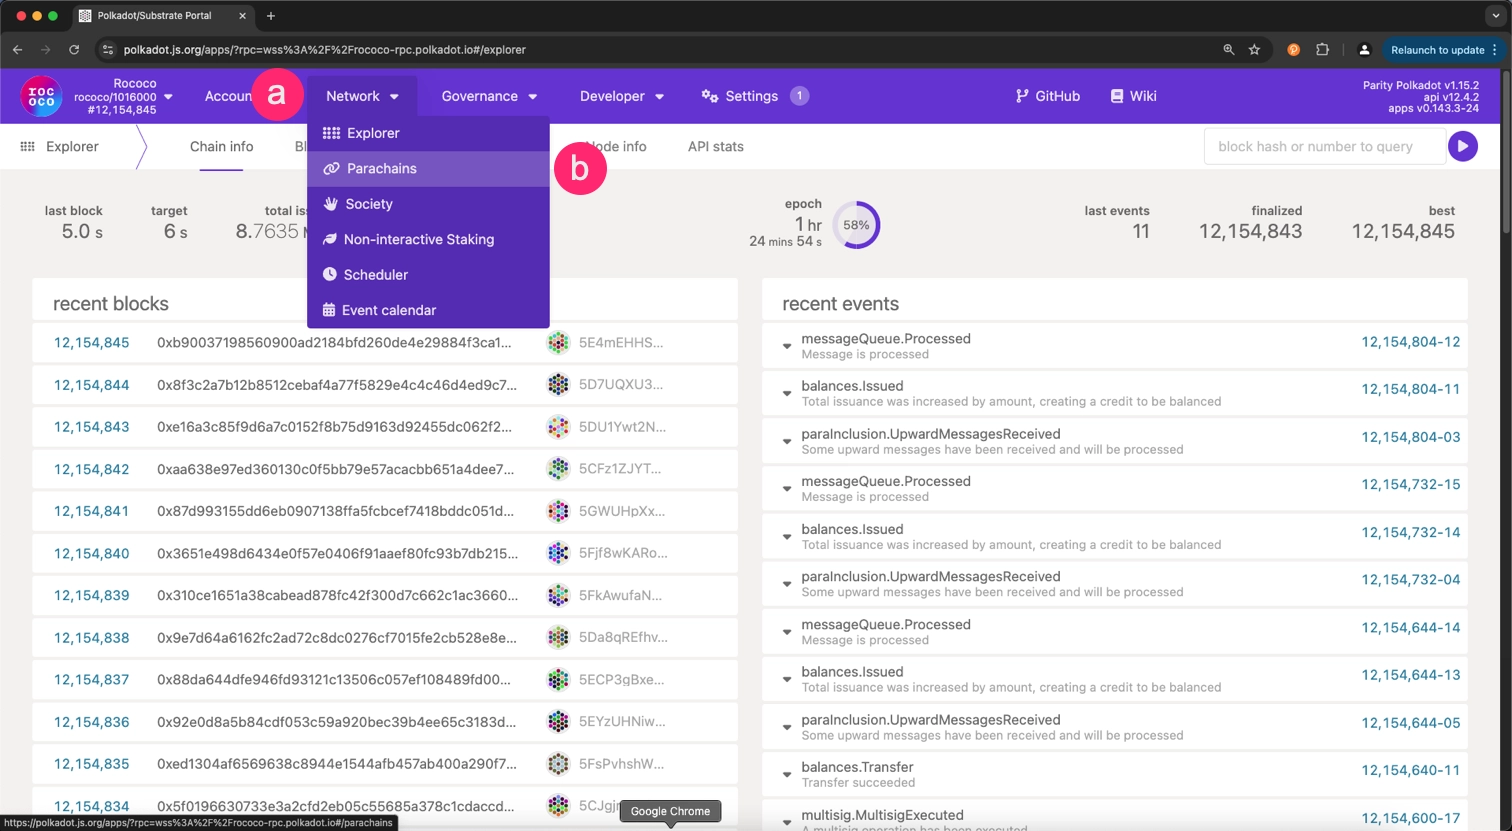 Polkadot/Substrate Portal
polkadot.js.org/apps/?rpc=wss%3A%2F%2Frococo-rpc.polkadot.io#/explorer
Relaunch to update
ROC
OCO
Rococo
rococo/1016000
#12,154,845
Accoun
a
Network
Governance
Developer
Settings
1
GitHub
Wiki
Parity Polkadot v1.15.2
api v12.4.2
apps v0.143.3-24
Explorer
Chain info
Bl
Node info
API stats
block hash or number to query
Explorer
Parachains
b
Society
Non-interactive Staking
Scheduler
Event calendar
last block
5.0 s
target
6 s
total iss
8.7635 M
epoch
1 hr
24 mins 54 s
58%
last events
11
finalized
12,154,843
best
12,154,845
recent blocks
12,154,845 0xb90037198560900ad2184bfd260de4e29884f3ca1... 5E4mEHHS...
12,154,844 0x8f3c2a7b12b8512cebaf4a77f5829e4c4c46d4ed9c7... 5D7UQXU3...
12,154,843 0xe16a3c85f9d6a7c0152f8b75d9163d92455dc062f2... 5DU1Ywt2N...
12,154,842 0xaa638e97ed360130c0f5bb79e57acacbb651a4dee7... 5CFz1ZJYT...
12,154,841 0x87d993155dd6eb0907138ffa5fcbcef7418bddc051d... 5GWUHpXx...
12,154,840 0x3651e498d6434e0f57e0406f91aaef80fc93b7db215... 5Fjf8wKARo...
12,154,839 0x310ce1651a38cabead878fc42f300d7c662c1ac3660... 5FkAwufaN...
12,154,838 0x9e7d64a6162fc2ad72c8dc0276cf7015fe2cb528e8e... 5Da8qREfhv...
12,154,837 0x88da644dfe946fd93121c13506c057ef108489fd00... 5ECP3gBxe...
12,154,836 0x92e0d8a5b84cdf053c59a920bec39b4ee65c3183d... 5EYzUHNiw...
12,154,835 0xed1304af6569638c8944e1544afb457ab400a290f7... 5FsPvhshW...
12,154,834 0x5f0196630733e3a2cfd2eb05c55685a378c1cdaccd... 5CJgj
recent events
messageQueue.Processed 12,154,804-12
Message is processed
balances.Issued 12,154,804-11
Total issuance was increased by amount, creating a credit to be balanced
paraInclusion.UpwardMessagesReceived 12,154,804-03
Some upward messages have been received and will be processed
messageQueue.Processed 12,154,732-15
Message is processed
balances.Issued 12,154,732-14
Total issuance was increased by amount, creating a credit to be balanced
paraInclusion.UpwardMessagesReceived 12,154,732-04
Some upward messages have been received and will be processed
messageQueue.Processed 12,154,644-14
Message is processed
balances.Issued 12,154,644-13
Total issuance was increased by amount, creating a credit to be balanced
paraInclusion.UpwardMessagesReceived 12,154,644-05
Some upward messages have been received and will be processed
balances.Transfer 12,154,640-11
Transfer succeeded
multisig.MultisigExecuted 12,154,600-17
A multisig operation has been executed
Google Chrome
https://polkadot.js.org/apps/?rpc=wss%3A%2F%2Frococo-rpc.polkadot.io#/parachains